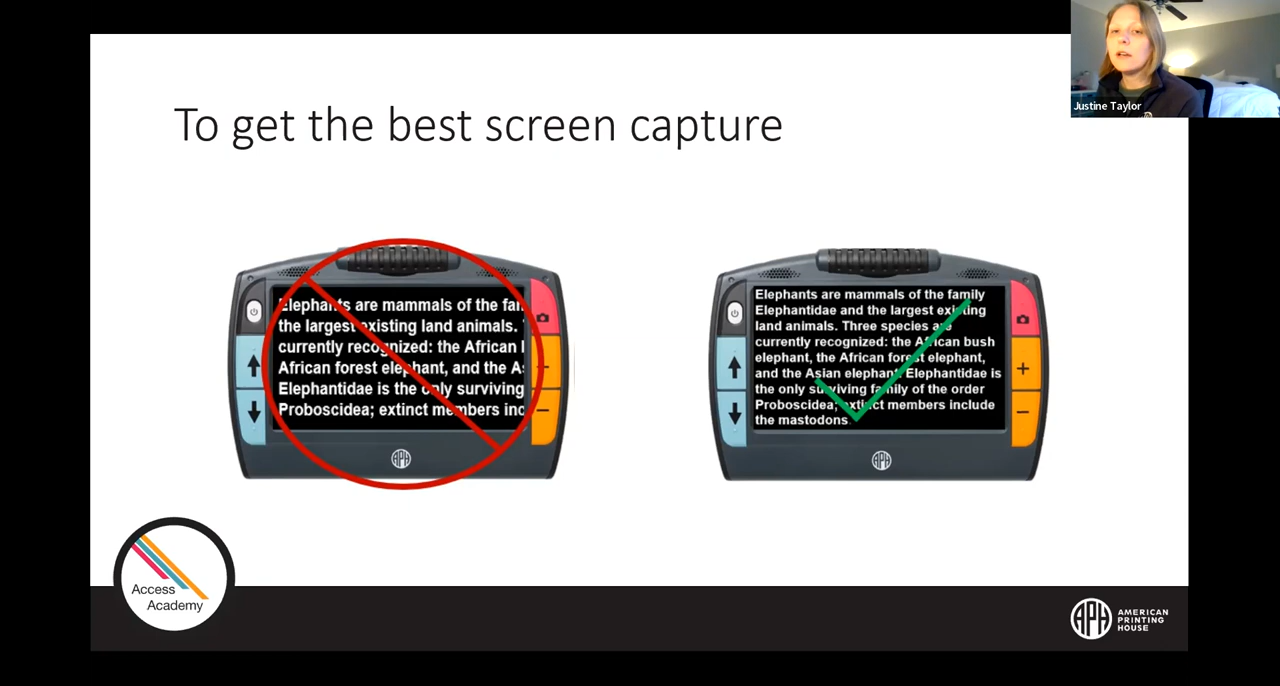 Justine Taylor
To get the best screen capture
Elephants are mammals of the fam
the largest existing land animals.
currently recognized: the African
African forest elephant, and the As
Elephantidae is the only surviving
Proboscidea; extinct members inc
APH
Elephants are mammals of the family
Elephantidae and the largest existing
land animals. Three species are
currently recognized: the African bush
elephant, the African forest elephant,
and the Asian elephant. Elephantidae is
the only surviving family of the order
Proboscidea; extinct members include
the mastodons.
APH
Access
Academy
APH
AMERICAN
PRINTING
HOUSE